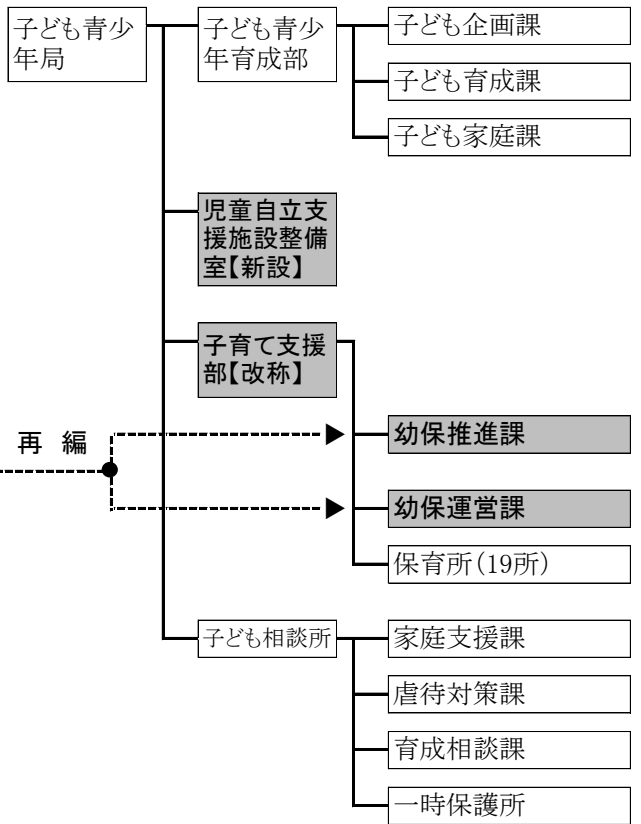 子ども青少
年局
子ども青少
年育成部
子ども企画課
子ども育成課
子ども家庭課
児童自立支
援施設整備
室【新設】
子育て支援
部【改称】
再 編
幼保推進課
幼保運営課
保育所（19所）
子ども相談所
家庭支援課
虐待対策課
育成相談課
一時保護所